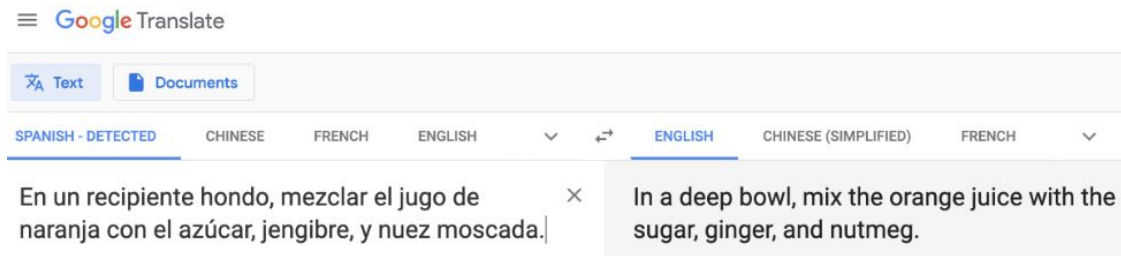 Google Translate
Text Documents
SPANISH - DETECTED CHINESE FRENCH ENGLISH ENGLISH CHINESE (SIMPLIFIED) FRENCH
En un recipiente hondo, mezclar el jugo de
naranja con el azúcar, jengibre, y nuez moscada.
In a deep bowl, mix the orange juice with the
sugar, ginger, and nutmeg.